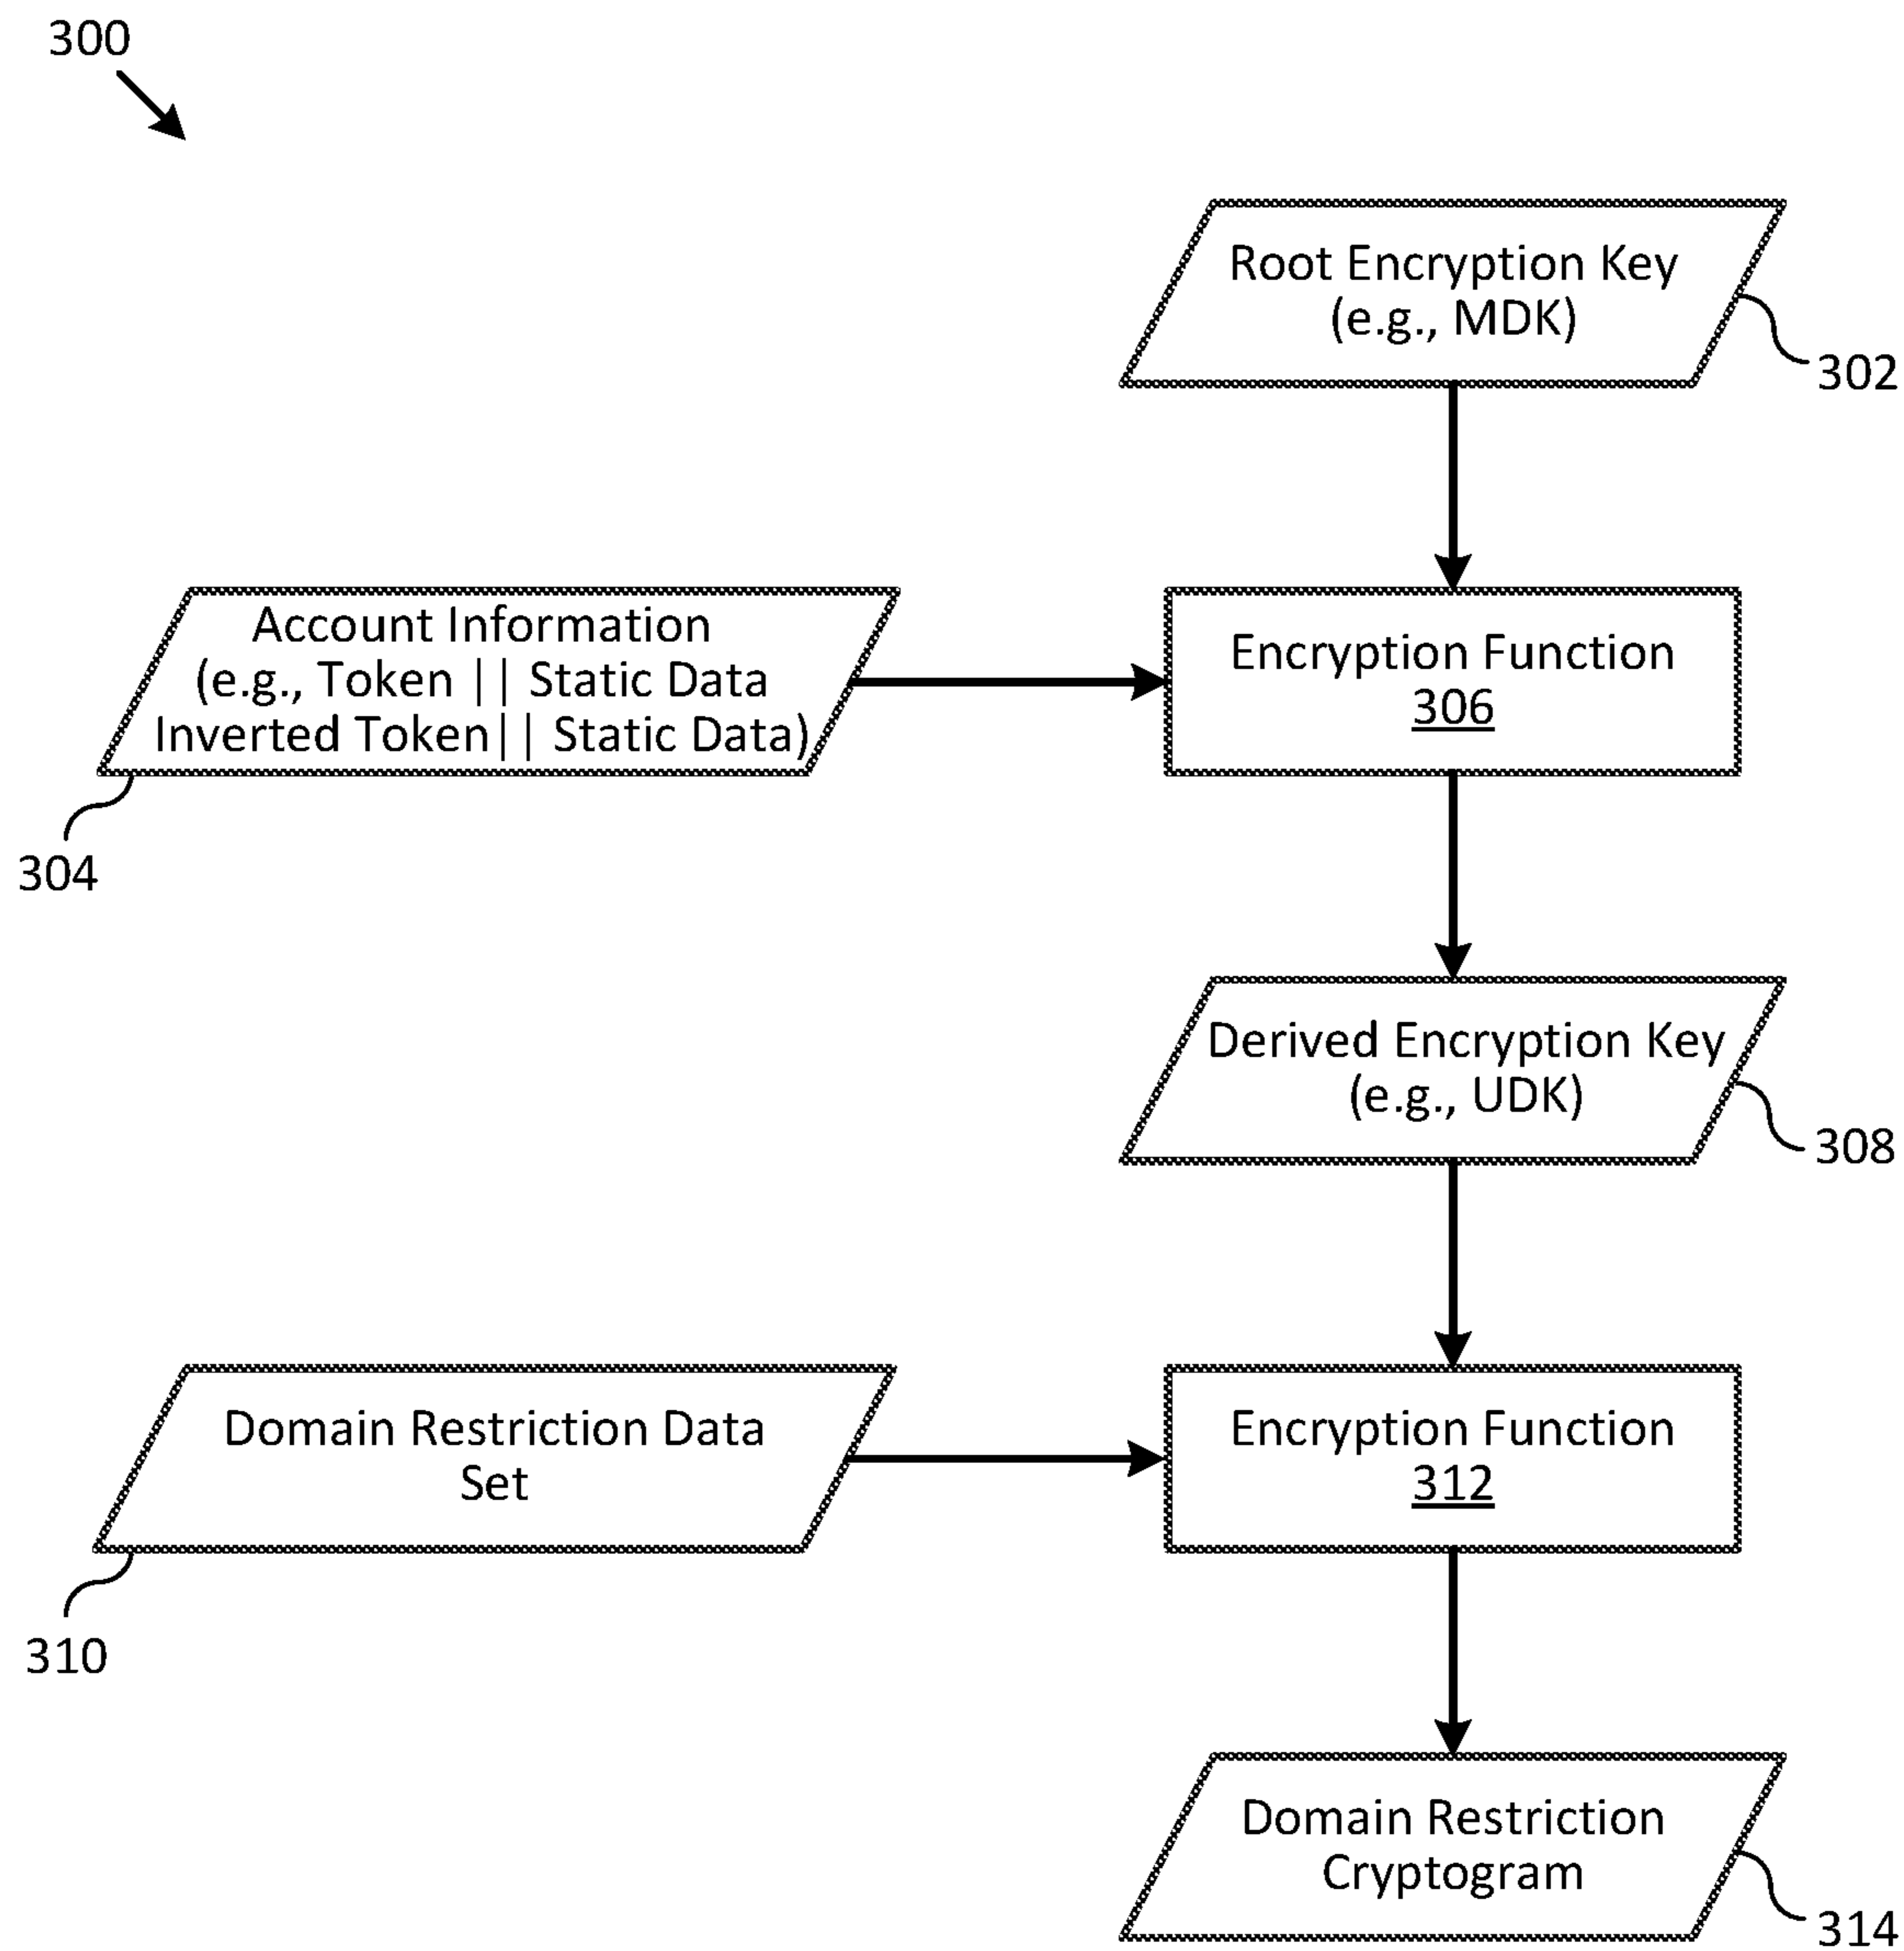 300
Root Encryption Key
(e.g., MDK)
302
Account Information
(e.g., Token || Static Data
Inverted Token|| Static Data)
304
Encryption Function
306
Derived Encryption Key
(e.g., UDK)
308
Domain Restriction Data
Set
310
Encryption Function
312
Domain Restriction
Cryptogram
314